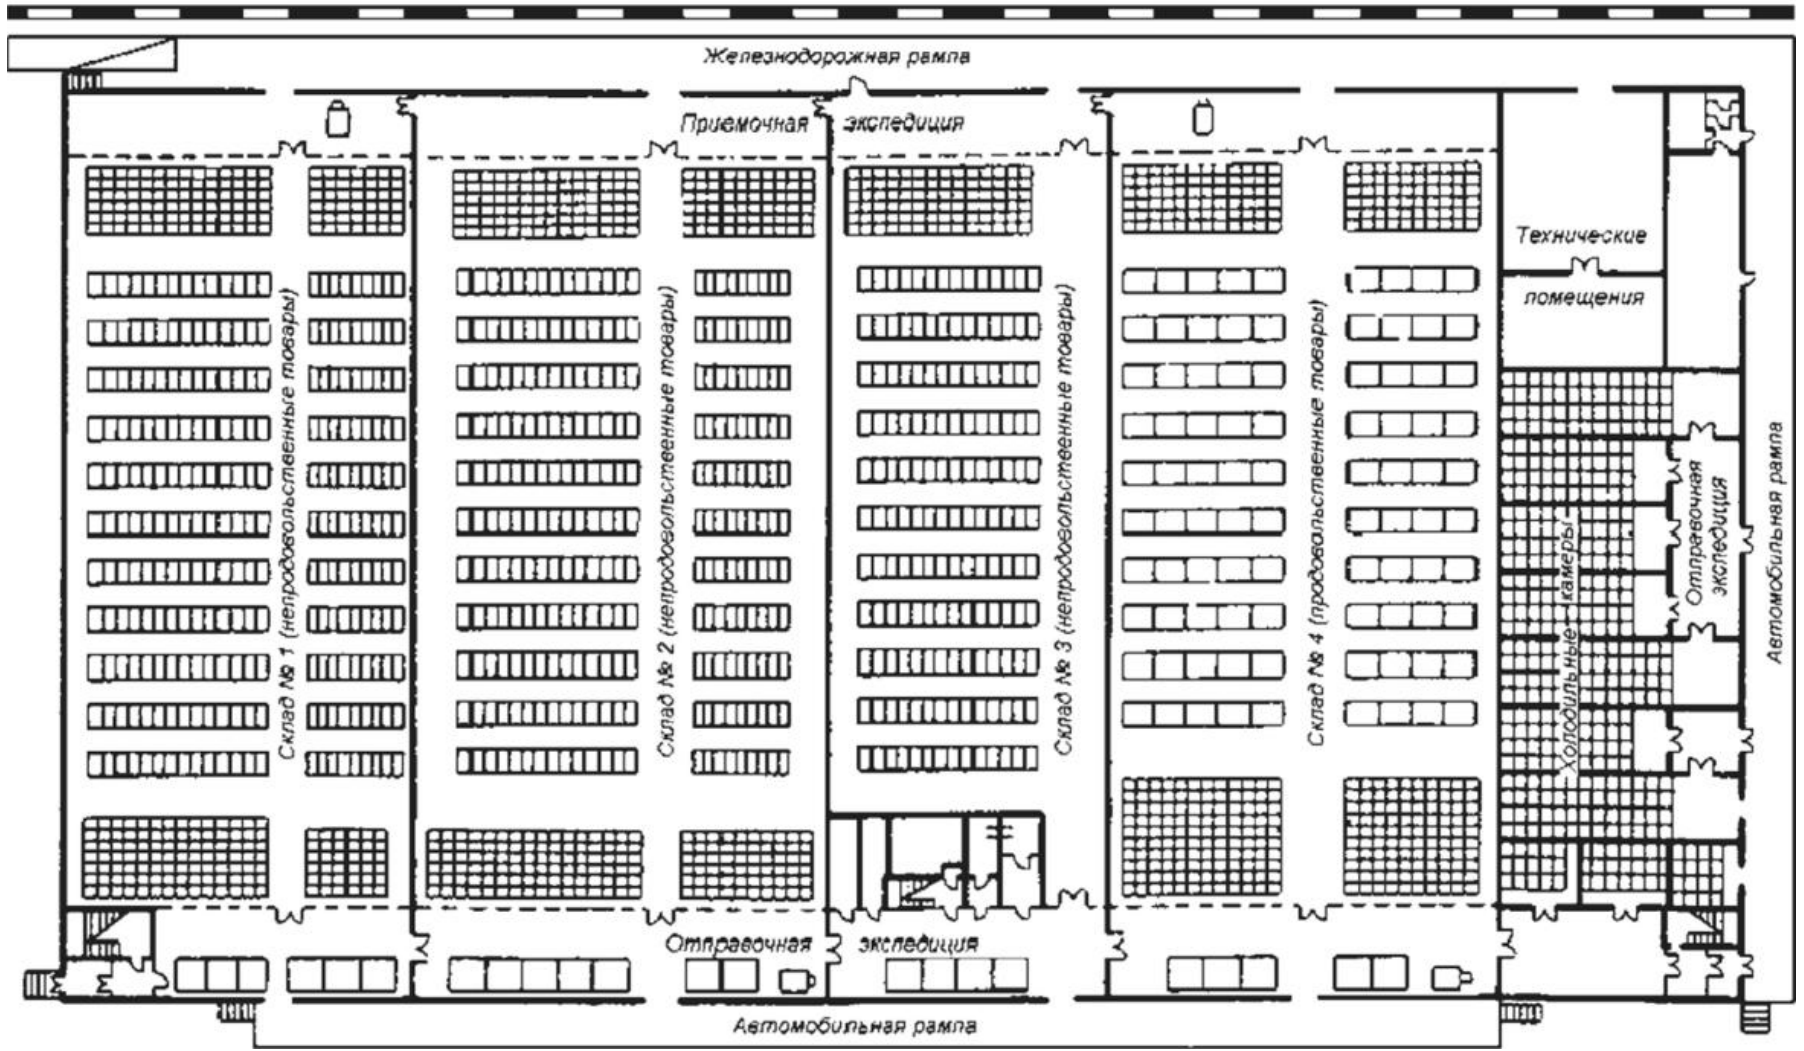 Железнодорожная рампа
Приемочная экспедиция
Технические
помещения
Склад № 1 (непродовольственные товары)
Склад № 2 (непродовольственные товары)
Склад № 3 (непродовольственные товары)
Склад № 4 (продовольственные товары)
Холодильные камеры
Отправочная
экспедиция
Автомобильная рампа
Отправочная экспедиция
Автомобильная рампа